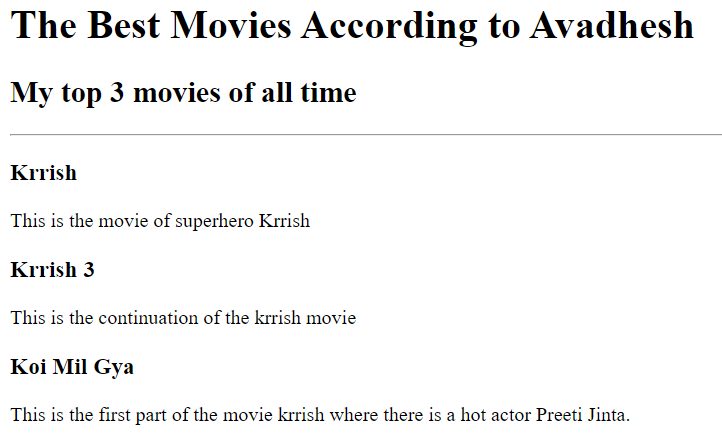 The Best Movies According to Avadhesh
My top 3 movies of all time
Krrish
This is the movie of superhero Krrish
Krrish 3
This is the continuation of the krrish movie
Koi Mil Gya
This is the first part of the movie krrish where there is a hot actor Preeti Jinta.